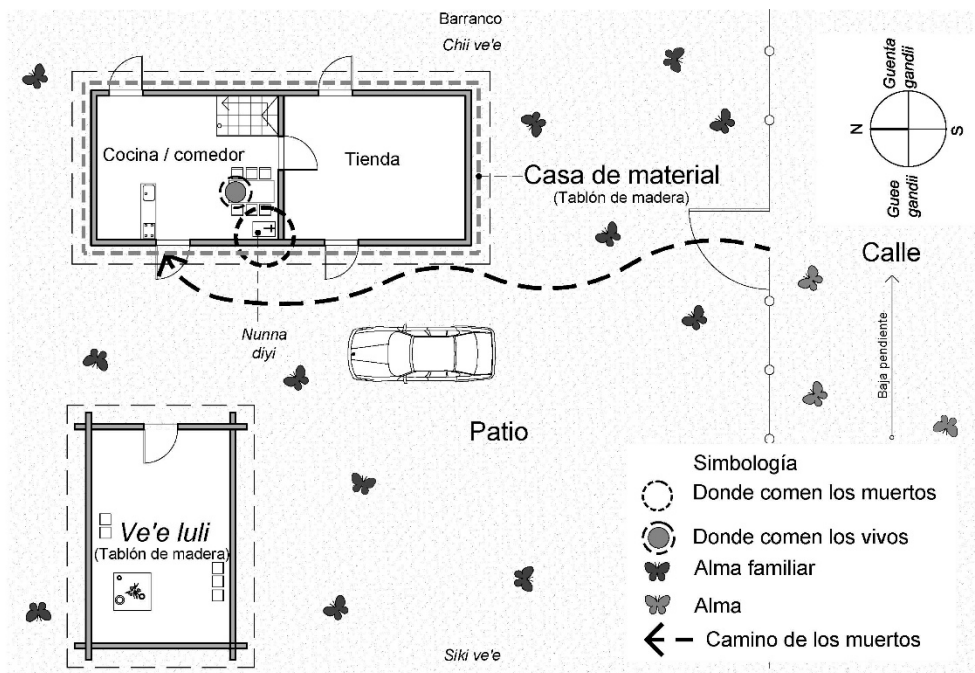 Barranco
Chii ve'e
Cocina / comedor
Tienda
Casa de material
(Tablón de madera)
Guenta
gandii
N
S
Guee
gandii
Calle
Baja pendiente
Nunna
diyi
Patio
Ve'e luli
(Tablón de madera)
Siki ve'e
Simbología
Donde comen los muertos
Donde comen los vivos
Alma familiar
Alma
Camino de los muertos